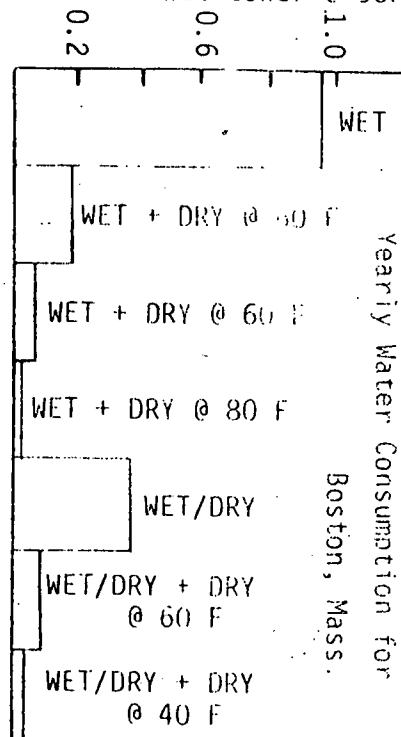 0.2
0.6
1.0
WET
WET + DRY @ 60 F
WET + DRY @ 80 F
WET/DRY
WET/DRY + DRY
@ 60 F
WET/DRY + DRY
@ 40 F
WET + DRY @
F
Yearly Water Consumption for
Boston, Mass.